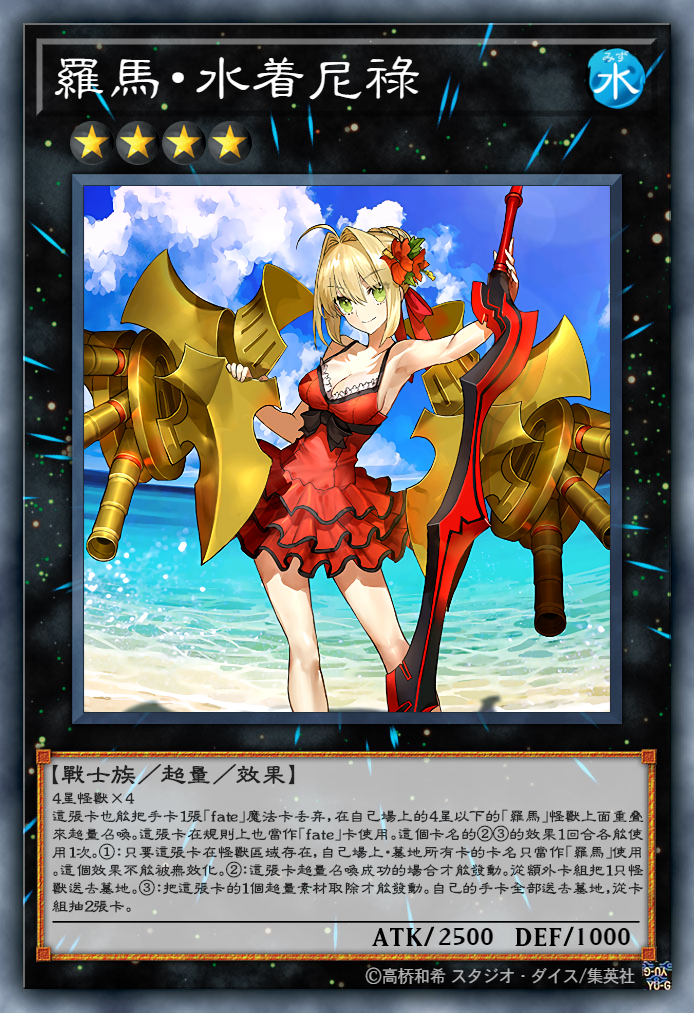 羅馬・水着尼祿
みず
水
【戰士族／超量／效果】
4星怪獸×4
這張卡也能把手卡1張「fate」魔法卡丟弃，在自己場上的4星以下的「羅馬」怪獸上面重叠
來超量召喚。這張卡在規則上也當作「fate」卡使用。這個卡名的②③的效果1回合各能使
用1次。①：只要這張卡在怪獸區域存在，自己場上・墓地所有卡的卡名只當作「羅馬」使用
。這個效果不能被無效化。②：這張卡超量召喚成功的場合才能發動。從額外卡組把1只怪
獸送去墓地。③：把這張卡的1個超量素材取除才能發動。自己的手卡全部送去墓地，從卡
組抽2張卡。
ATK/2500 DEF/1000
©高桥和希 スタジオ・ダイス/集英社
YU-G
YU-G